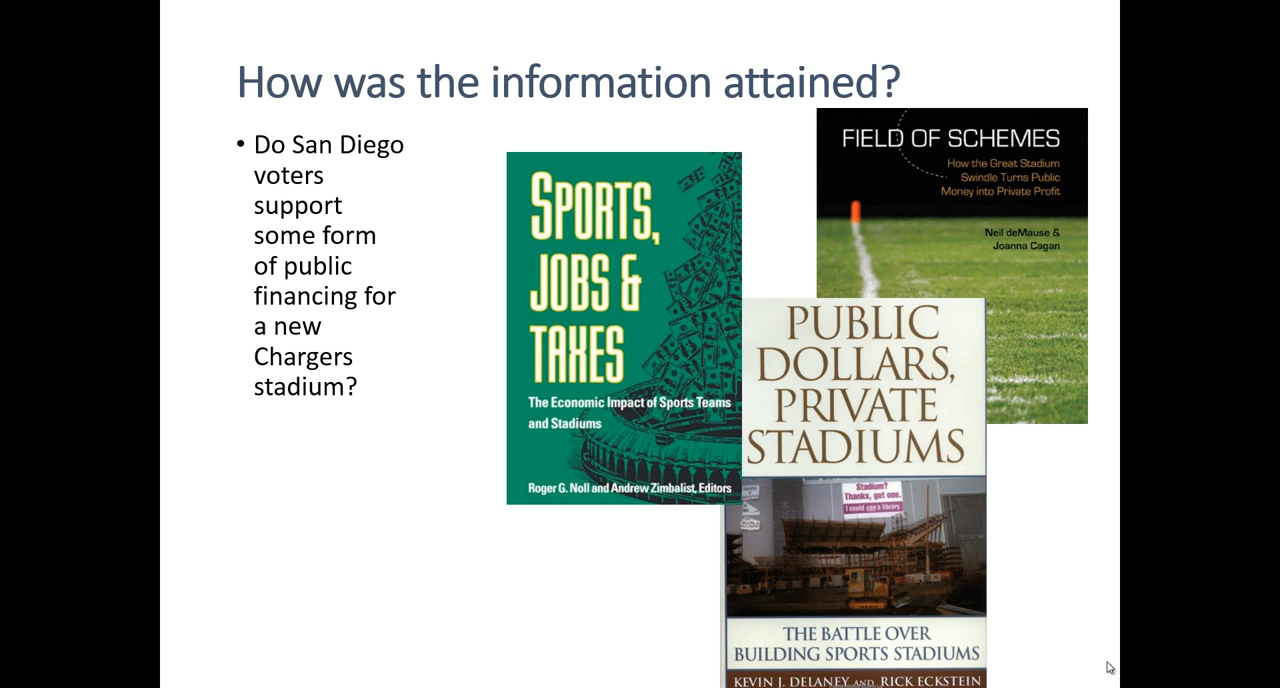 How was the information attained?
• Do San Diego
voters
support
some form
of public
financing for
a new
Chargers
stadium?
SPORTS,
JOBS &
TAXES
The Economic Impact of Sports Teams
and Stadiums
Roger G. Noll and Andrew Zimbalist, Editors
FIELD OF SCHEMES
How the Great Stadium
Swindle Turns Public
Money into Private Profit
Neil deMause &
Joanna Cagan
PUBLIC
DOLLARS,
PRIVATE
STADIUMS
Stadium?
Thanks, got one.
I could use a library.
THE BATTLE OVER
BUILDING SPORTS STADIUMS
KEVIN J. DELANEY AND RICK ECKSTEIN